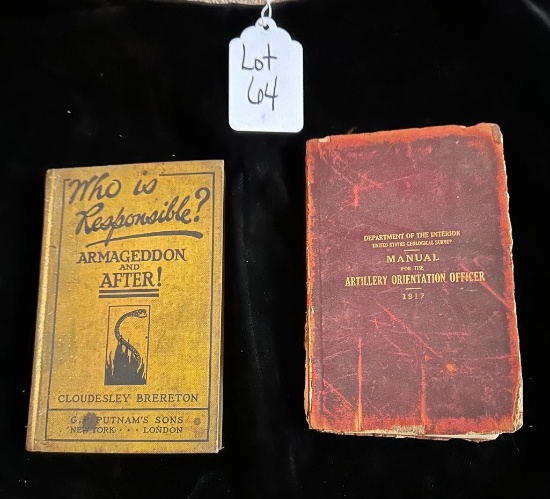 Lot
64
Who is
Responsible?
ARMAGEDDON
AND
AFTER!
CLOUDESLEY BRERETON
G. P. PUTNAM'S SONS
NEW YORK · · · LONDON
DEPARTMENT OF THE INTERIOR
UNITED STATES GEOLOGICAL SURVEY
MANUAL
FOR THE
ARTILLERY ORIENTATION OFFICER
1917